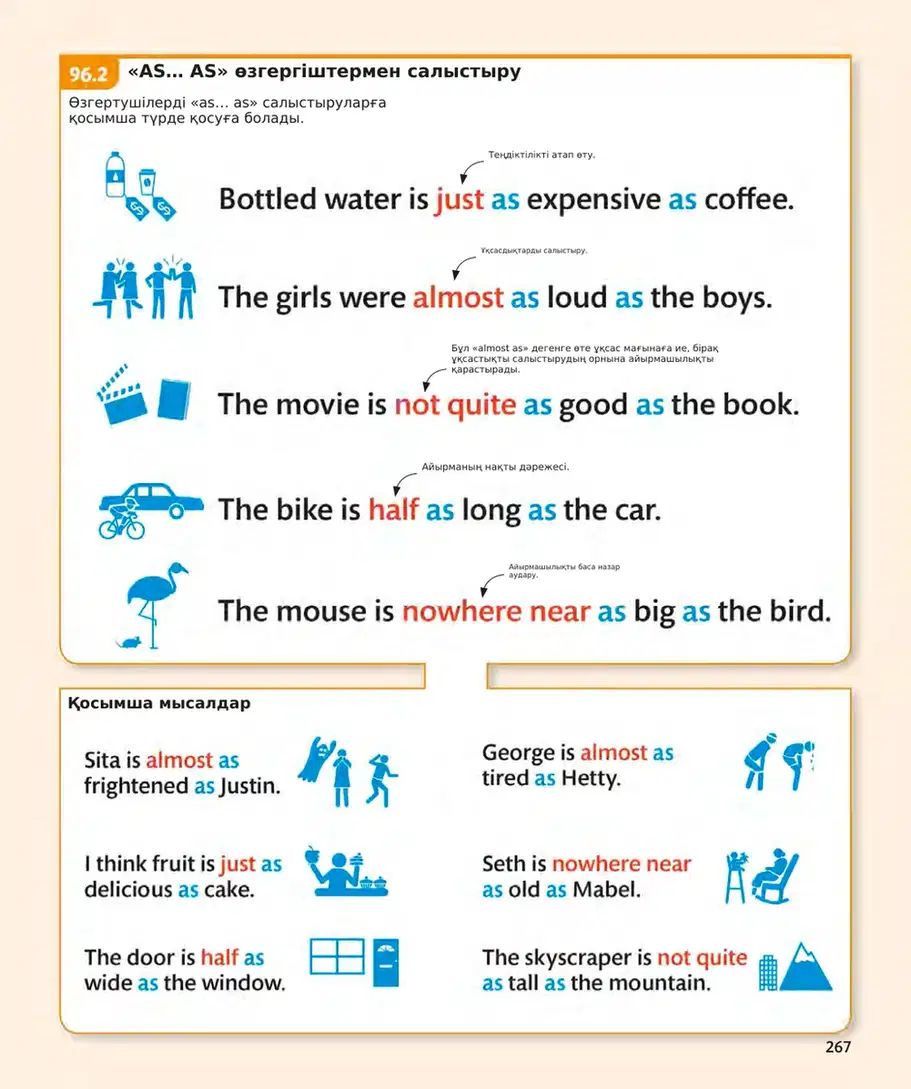 96.2 «AS... AS» өзгергіштермен салыстыру
Өзгертушілерді «as... as» салыстыруларға
қосымша түрде қосуға болады.
Теңдіктілікті атап өту.
Bottled water is just as expensive as coffee.
Ұқсасдықтарды салыстыру.
The girls were almost as loud as the boys.
Бұл «almost as» дегенге өте ұқсас мағынаға ие, бірақ
ұқсастықты салыстырудың орнына айырмашылықты
қарастырады.
The movie is not quite as good as the book.
Айырманың нақты дәрежесі.
The bike is half as long as the car.
Айырмашылықты баса назар
аудару.
The mouse is nowhere near as big as the bird.
Қосымша мысалдар
Sita is almost as
frightened as Justin.
George is almost as
tired as Hetty.
I think fruit is just as
delicious as cake.
Seth is nowhere near
as old as Mabel.
The door is half as
wide as the window.
The skyscraper is not quite
as tall as the mountain.
267